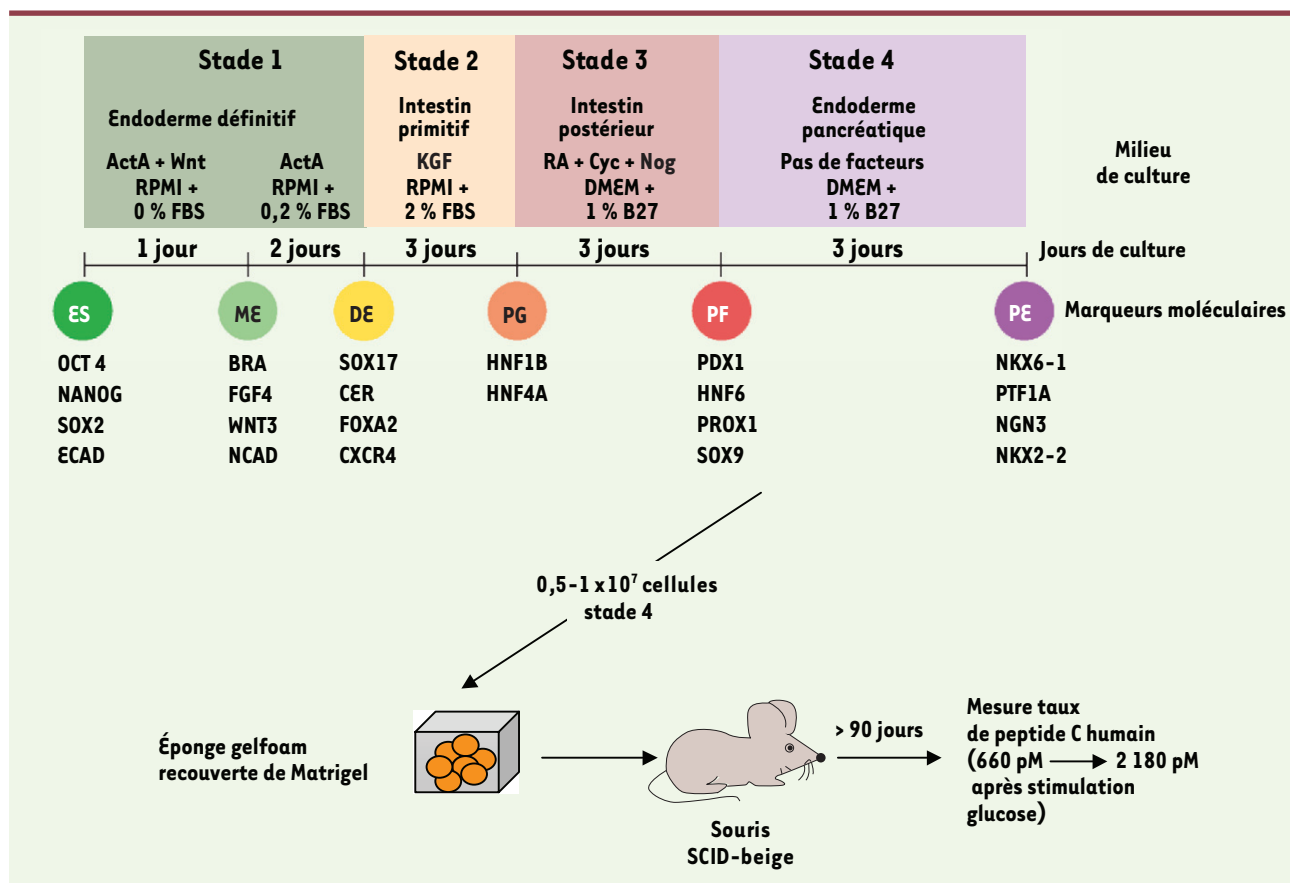 Stade 1
Stade 2
Stade 3
Stade 4
Endoderme définitif
Intestin
primitif
Intestin
postérieur
Endoderme
pancréatique
ActA + Wnt
RPMI +
0 % FBS
ActA
RPMI +
0,2 % FBS
KGF
RPMI +
2 % FBS
RA + Cyc + Nog
DMEM +
1 % B27
Pas de facteurs
DMEM +
1 % B27
Milieu
de culture
1 jour
2 jours
3 jours
3 jours
3 jours
Jours de culture
ES
ME
DE
PG
PF
PE
Marqueurs moléculaires
OCT 4
NANOG
SOX2
ECAD
BRA
FGF4
WNT3
NCAD
SOX17
CER
FOXA2
CXCR4
HNF1B
HNF4A
PDX1
HNF6
PROX1
SOX9
NKX6-1
PTF1A
NGN3
NKX2-2
0,5-1 x 10⁷ cellules
stade 4
Éponge gelfoam
recouverte de Matrigel
Souris
SCID-beige
> 90 jours
Mesure taux
de peptide C humain
(660 pM → 2 180 pM
après stimulation
glucose)